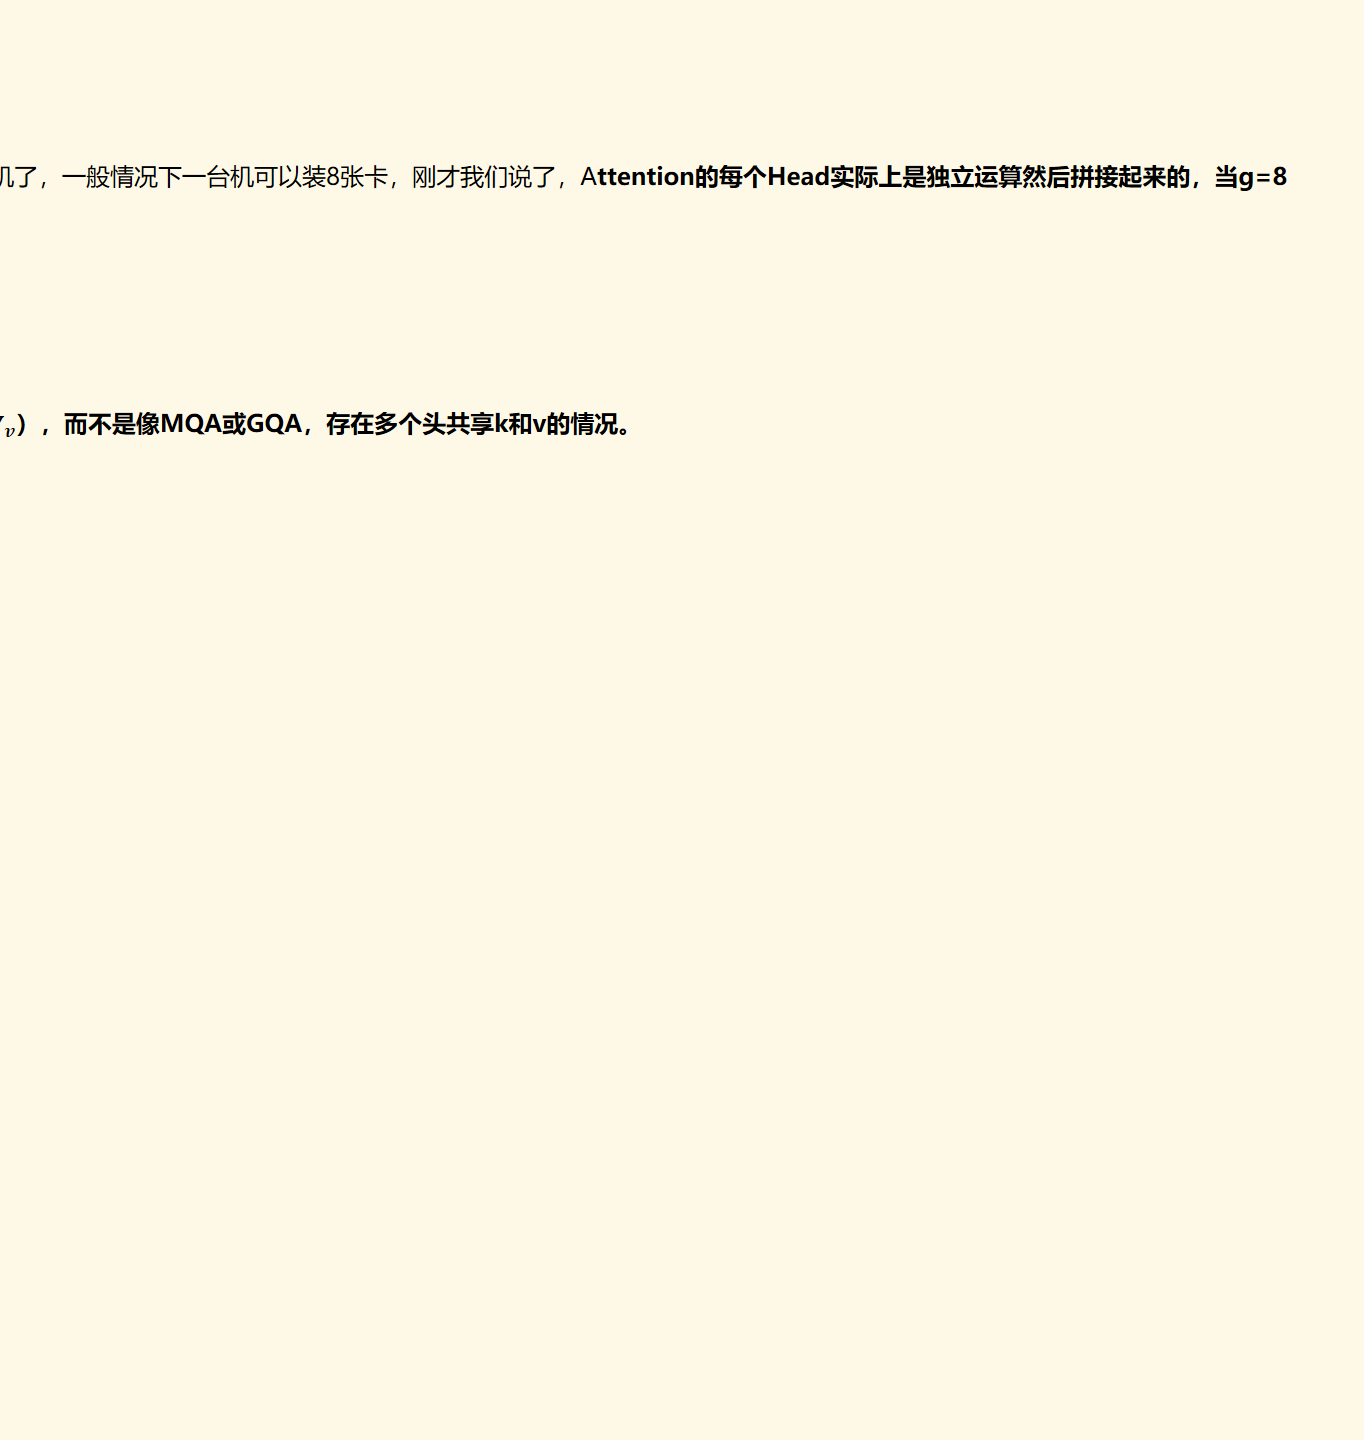 机了，一般情况下一台机可以装8张卡，刚才我们说了，Attention的每个Head实际上是独立运算然后拼接起来的，当g=8
v），而不是像MQA或GQA，存在多个头共享k和v的情况。